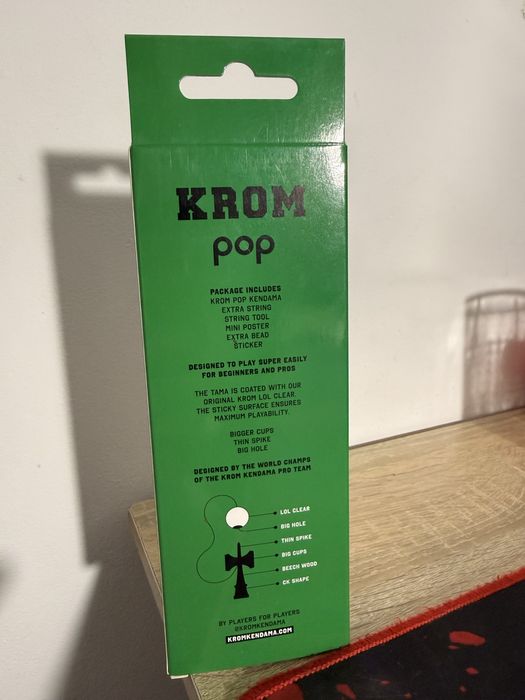 KROM
pop
PACKAGE INCLUDES
KROM POP KENDAMA
EXTRA STRING
STRING TOOL
MINI POSTER
EXTRA BEAD
STICKER
DESIGNED TO PLAY SUPER EASILY
FOR BEGINNERS AND PROS
THE TAMA IS COATED WITH OUR
ORIGINAL KROM LOL CLEAR.
THE STICKY SURFACE ENSURES
MAXIMUM PLAYABILITY.
BIGGER CUPS
THIN SPIKE
BIG HOLE
DESIGNED BY THE WORLD CHAMPS
OF THE KROM KENDAMA PRO TEAM
LOL CLEAR
BIG HOLE
THIN SPIKE
BIG CUPS
BEECH WOOD
CK SHAPE
BY PLAYERS FOR PLAYERS
@KROMKENDAMA
KROMKENDAMA.COM